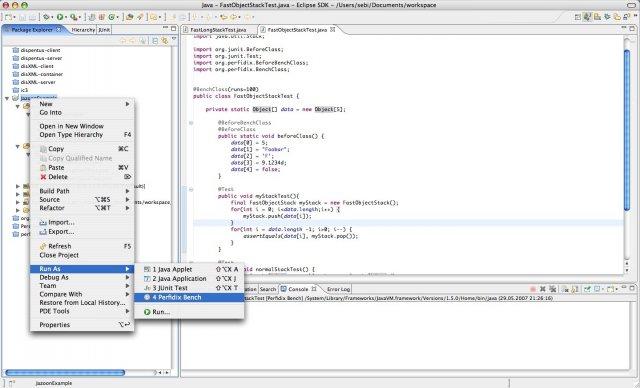 Java - FastObjectStackTest.java - Eclipse SDK - /Users/sebi/Documents/workspace
Java
Package Explorer
Hierarchy
JUnit
dispentus-client
dispentus-server
disXML-client
disXML-container
disXML-server
jsc3
JazoonExample
New
Go Into
Open in New Window
Open Type Hierarchy F4
Copy ⌘C
Copy Qualified Name
Paste ⌘V
Delete ⌦
Build Path
Source ⌥⌘S
Refactor ⌥⌘T
Import...
Export...
Refresh F5
Close Project
Run As
Debug As
Team
Compare With
Restore from Local History...
PDE Tools
Properties ⌥↩
1 Java Applet ⇧⌥X A
2 Java Application ⇧⌥X J
3 JUnit Test ⇧⌥X T
4 Perfidix Bench
Run...
FastLongStackTest.java
FastObjectStackTest.java
import java.util.Stack;
import org.junit.BeforeClass;
import org.junit.Test;
import org.perfidix.BeforeBenchClass;
import org.perfidix.BenchClass;
@BenchClass(runs=100)
public class FastObjectStackTest {
private static Object[] data = new Object[5];
@BeforeBenchClass
@BeforeClass
public static void beforeClass() {
data[0] = 5;
data[1] = "Foobar";
data[2] = 'F';
data[3] = 9.1234d;
data[4] = false;
}
@Test
public void myStackTest(){
final FastObjectStack myStack = new FastObjectStack();
for(int i = 0; i<data.length;i++) {
myStack.push(data[i]);
}
for(int i = data.length -1; i>0; i--) {
assertEquals(data[i], myStack.pop());
}
}
@Test
public void normalStackTest() {
Search
Console
Error Log
StackTest [Perfidix Bench] /System/Library/Frameworks/JavaVM.framework/Versions/1.5.0/Home/bin/java (29.05.2007 21:26:16)
JazoonExample